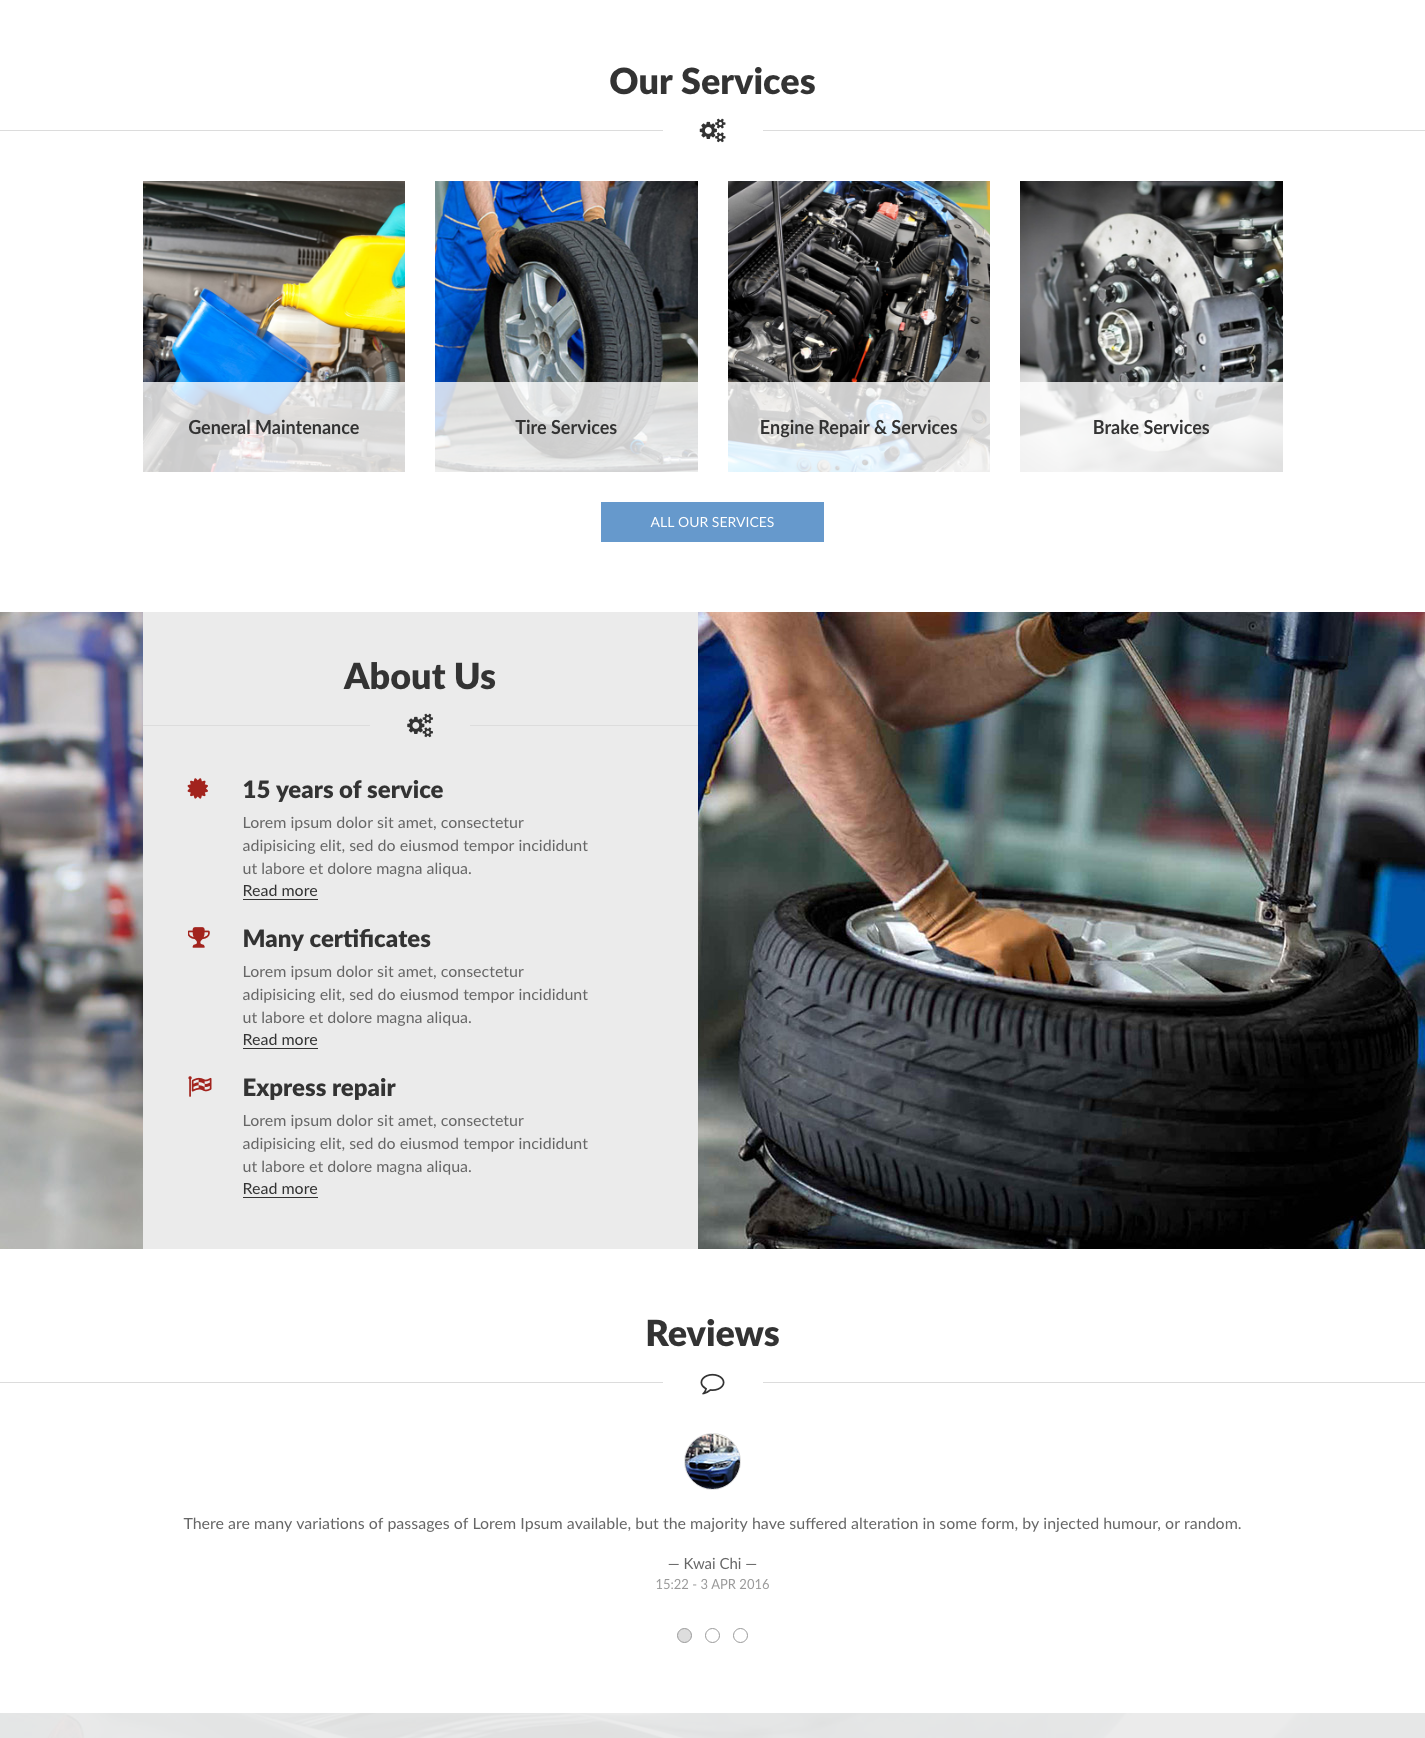 Our Services
General Maintenance
Tire Services
Engine Repair & Services
Brake Services
ALL OUR SERVICES
About Us
15 years of service
Lorem ipsum dolor sit amet, consectetur
adipisicing elit, sed do eiusmod tempor incididunt
ut labore et dolore magna aliqua.
Read more
Many certificates
Lorem ipsum dolor sit amet, consectetur
adipisicing elit, sed do eiusmod tempor incididunt
ut labore et dolore magna aliqua.
Read more
Express repair
Lorem ipsum dolor sit amet, consectetur
adipisicing elit, sed do eiusmod tempor incididunt
ut labore et dolore magna aliqua.
Read more
Reviews
There are many variations of passages of Lorem Ipsum available, but the majority have suffered alteration in some form, by injected humour, or random.
— Kwai Chi —
15:22 - 3 APR 2016